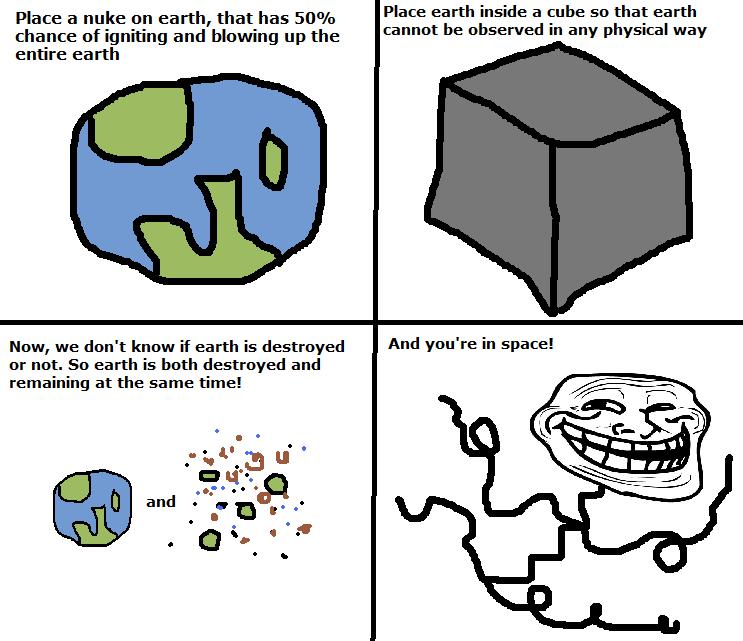 Place a nuke on earth, that has 50%
chance of igniting and blowing up the
entire earth
Place earth inside a cube so that earth
cannot be observed in any physical way
Now, we don't know if earth is destroyed
or not. So earth is both destroyed and
remaining at the same time!
and
And you're in space!